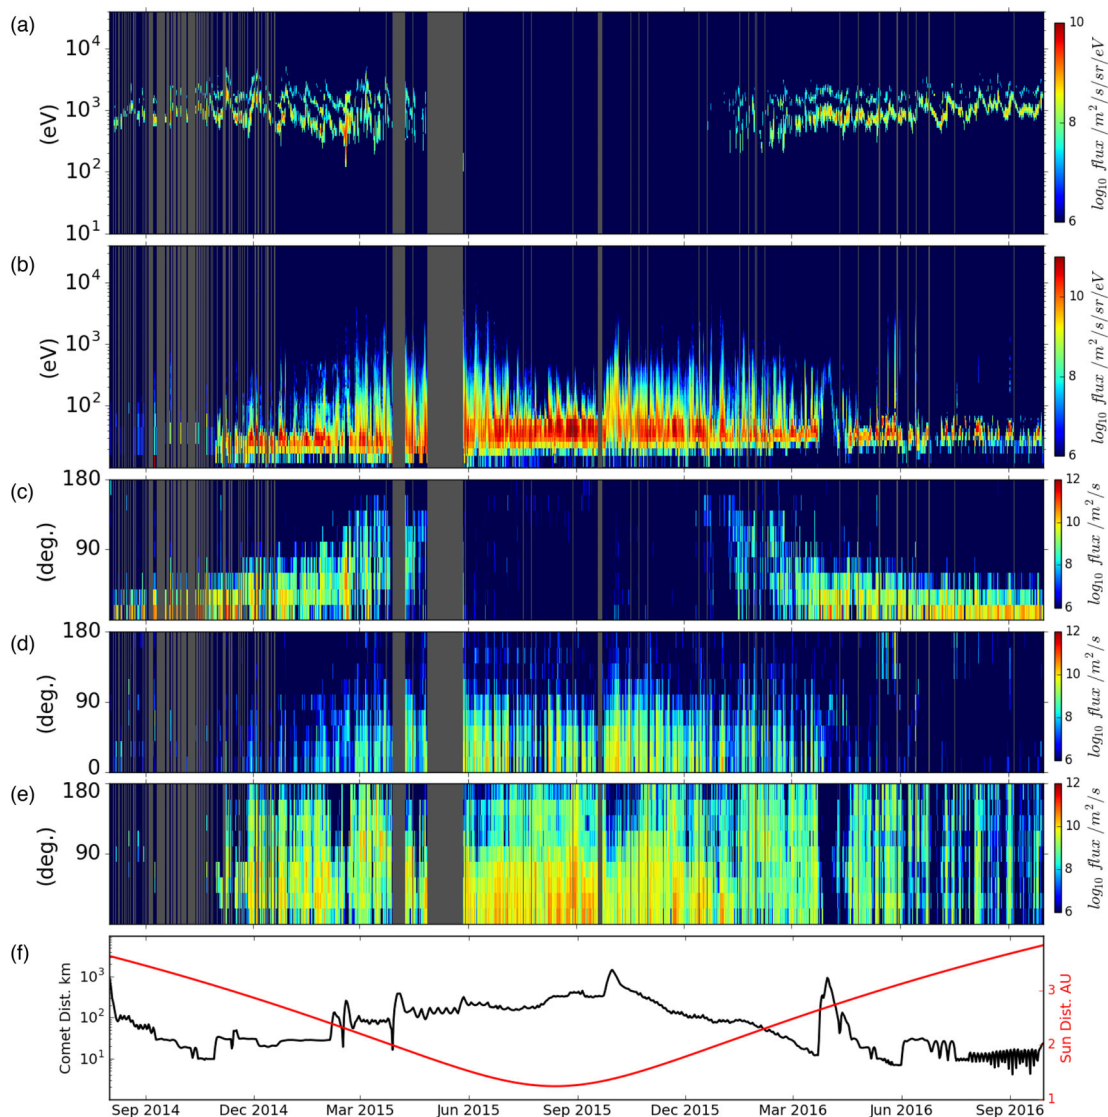 (a)
10⁴
10³
10²
10¹
(eV)
10
8
6
log₁₀ flux /m²/s/sr/eV
(b)
10⁴
10³
10²
(eV)
10
8
6
log₁₀ flux /m²/s/sr/eV
(c)
180
90
(deg.)
12
10
8
6
log₁₀ flux /m²/s
(d)
180
90
0
(deg.)
12
10
8
6
log₁₀ flux /m²/s
(e)
180
90
(deg.)
12
10
8
6
log₁₀ flux /m²/s
(f)
10³
10²
10¹
Comet Dist. km
3
2
1
Sun Dist. AU
Sep 2014 Dec 2014 Mar 2015 Jun 2015 Sep 2015 Dec 2015 Mar 2016 Jun 2016 Sep 2016